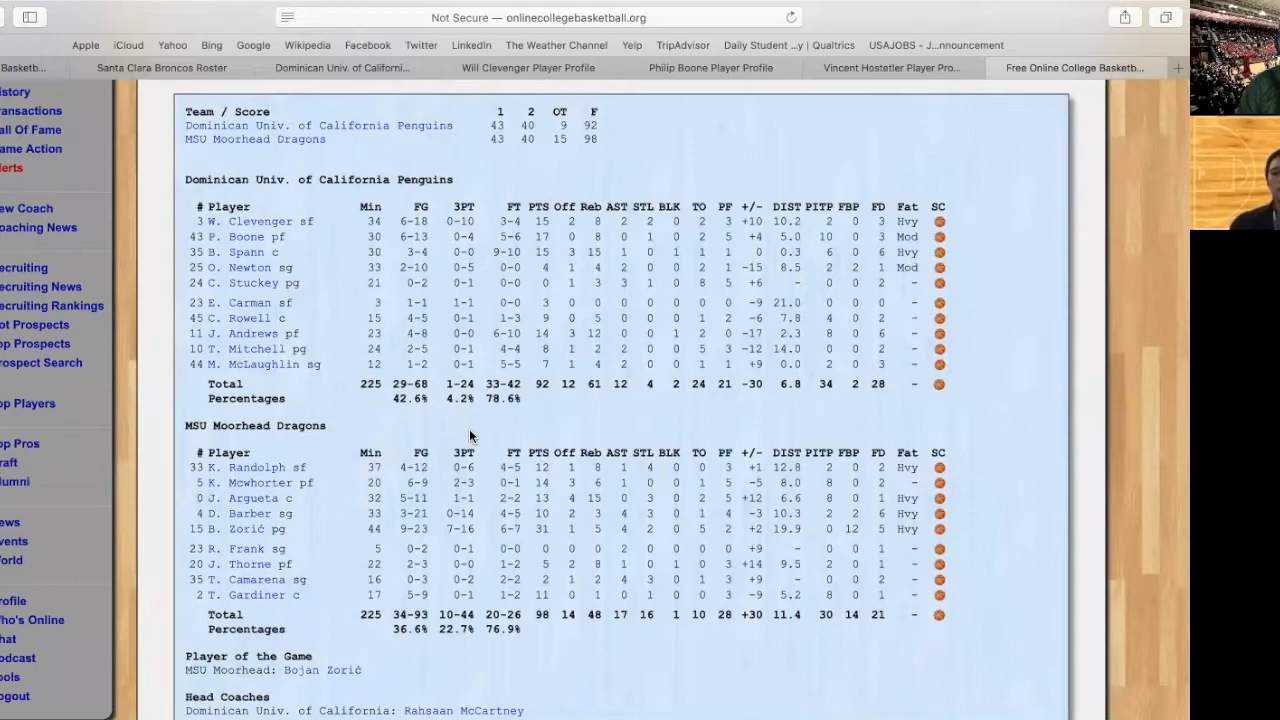 Not Secure — onlinecollegebasketball.org
Apple iCloud Yahoo Bing Google Wikipedia Facebook Twitter LinkedIn The Weather Channel Yelp TripAdvisor Daily Student ...y | Qualtrics USAJOBS - J...nnouncement
Basketb... Santa Clara Broncos Roster Dominican Univ. of Californi... Will Clevenger Player Profile Philip Boone Player Profile Vincent Hostetler Player Pro... Free Online College Basketb...
istory
ransactions
all Of Fame
ame Action
lerts
ew Coach
oaching News
ecruiting
ecruiting News
ecruiting Rankings
ot Prospects
op Prospects
rospect Search
op Players
op Pros
raft
lumni
ews
vents
orld
rofile
ho's Online
hat
odcast
ools
ogout
Team / Score 1 2 OT F
Dominican Univ. of California Penguins 43 40 9 92
MSU Moorhead Dragons 43 40 15 98
Dominican Univ. of California Penguins
# Player Min FG 3PT FT PTS Off Reb AST STL BLK TO PF +/- DIST PITP FBP FD Fat SC
3 W. Clevenger sf 34 6-18 0-10 3-4 15 2 8 2 2 0 2 3 +10 10.2 2 0 3 Hvy
43 P. Boone pf 30 6-13 0-4 5-6 17 0 8 0 1 0 2 5 +4 5.0 10 0 3 Mod
35 B. Spann c 30 3-4 0-0 9-10 15 3 15 1 0 1 1 1 0 0.3 6 0 6 Hvy
25 O. Newton sg 33 2-10 0-5 0-0 4 1 4 2 0 0 2 1 -15 8.5 2 2 1 Mod
24 C. Stuckey pg 21 0-2 0-1 0-0 0 1 3 3 1 0 8 5 +6 - 0 0 2 -
23 E. Carman sf 3 1-1 1-1 0-0 3 0 0 0 0 0 0 0 -9 21.0 0 0 0 -
45 C. Rowell c 15 4-5 0-1 1-3 9 0 5 0 0 0 1 2 -6 7.8 4 0 2 -
11 J. Andrews pf 23 4-8 0-0 6-10 14 3 12 0 0 1 2 0 -17 2.3 8 0 6 -
10 T. Mitchell pg 24 2-5 0-1 4-4 8 1 2 2 0 0 5 3 -12 14.0 0 0 2 -
44 M. McLaughlin sg 12 1-2 0-1 5-5 7 1 4 2 0 0 1 1 +9 0.0 2 0 3 -
Total 225 29-68 1-24 33-42 92 12 61 12 4 2 24 21 -30 6.8 34 2 28 -
Percentages 42.6% 4.2% 78.6%
MSU Moorhead Dragons
# Player Min FG 3PT FT PTS Off Reb AST STL BLK TO PF +/- DIST PITP FBP FD Fat SC
33 K. Randolph sf 37 4-12 0-6 4-5 12 1 8 1 4 0 0 3 +1 12.8 2 0 2 Hvy
5 K. Mcwhorter pf 20 6-9 2-3 0-1 14 3 6 1 0 0 1 5 -5 8.0 8 0 2 -
0 J. Argueta c 32 5-11 1-1 2-2 13 4 15 0 3 0 2 5 +12 6.6 8 0 1 Hvy
4 D. Barber sg 33 3-21 0-14 4-5 10 2 3 4 3 0 1 4 -3 10.3 2 2 6 Hvy
15 B. Zorić pg 44 9-23 7-16 6-7 31 1 5 4 2 0 5 2 +2 19.9 0 12 5 Hvy
23 R. Frank sg 5 0-2 0-1 0-0 0 0 0 2 0 0 0 0 +9 - 0 0 1 -
20 J. Thorne pf 22 2-3 0-0 1-2 5 2 8 1 0 1 0 3 +14 9.5 2 0 1 -
35 T. Camarena sg 16 0-3 0-2 2-2 2 1 2 4 3 0 1 3 +9 - 0 0 2 -
2 T. Gardiner c 17 5-9 0-1 1-2 11 0 1 0 1 0 0 3 -9 5.2 8 0 1 -
Total 225 34-93 10-44 20-26 98 14 48 17 16 1 10 28 +30 11.4 30 14 21 -
Percentages 36.6% 22.7% 76.9%
Player of the Game
MSU Moorhead: Bojan Zorić
Head Coaches
Dominican Univ. of California: Rahsaan McCartney